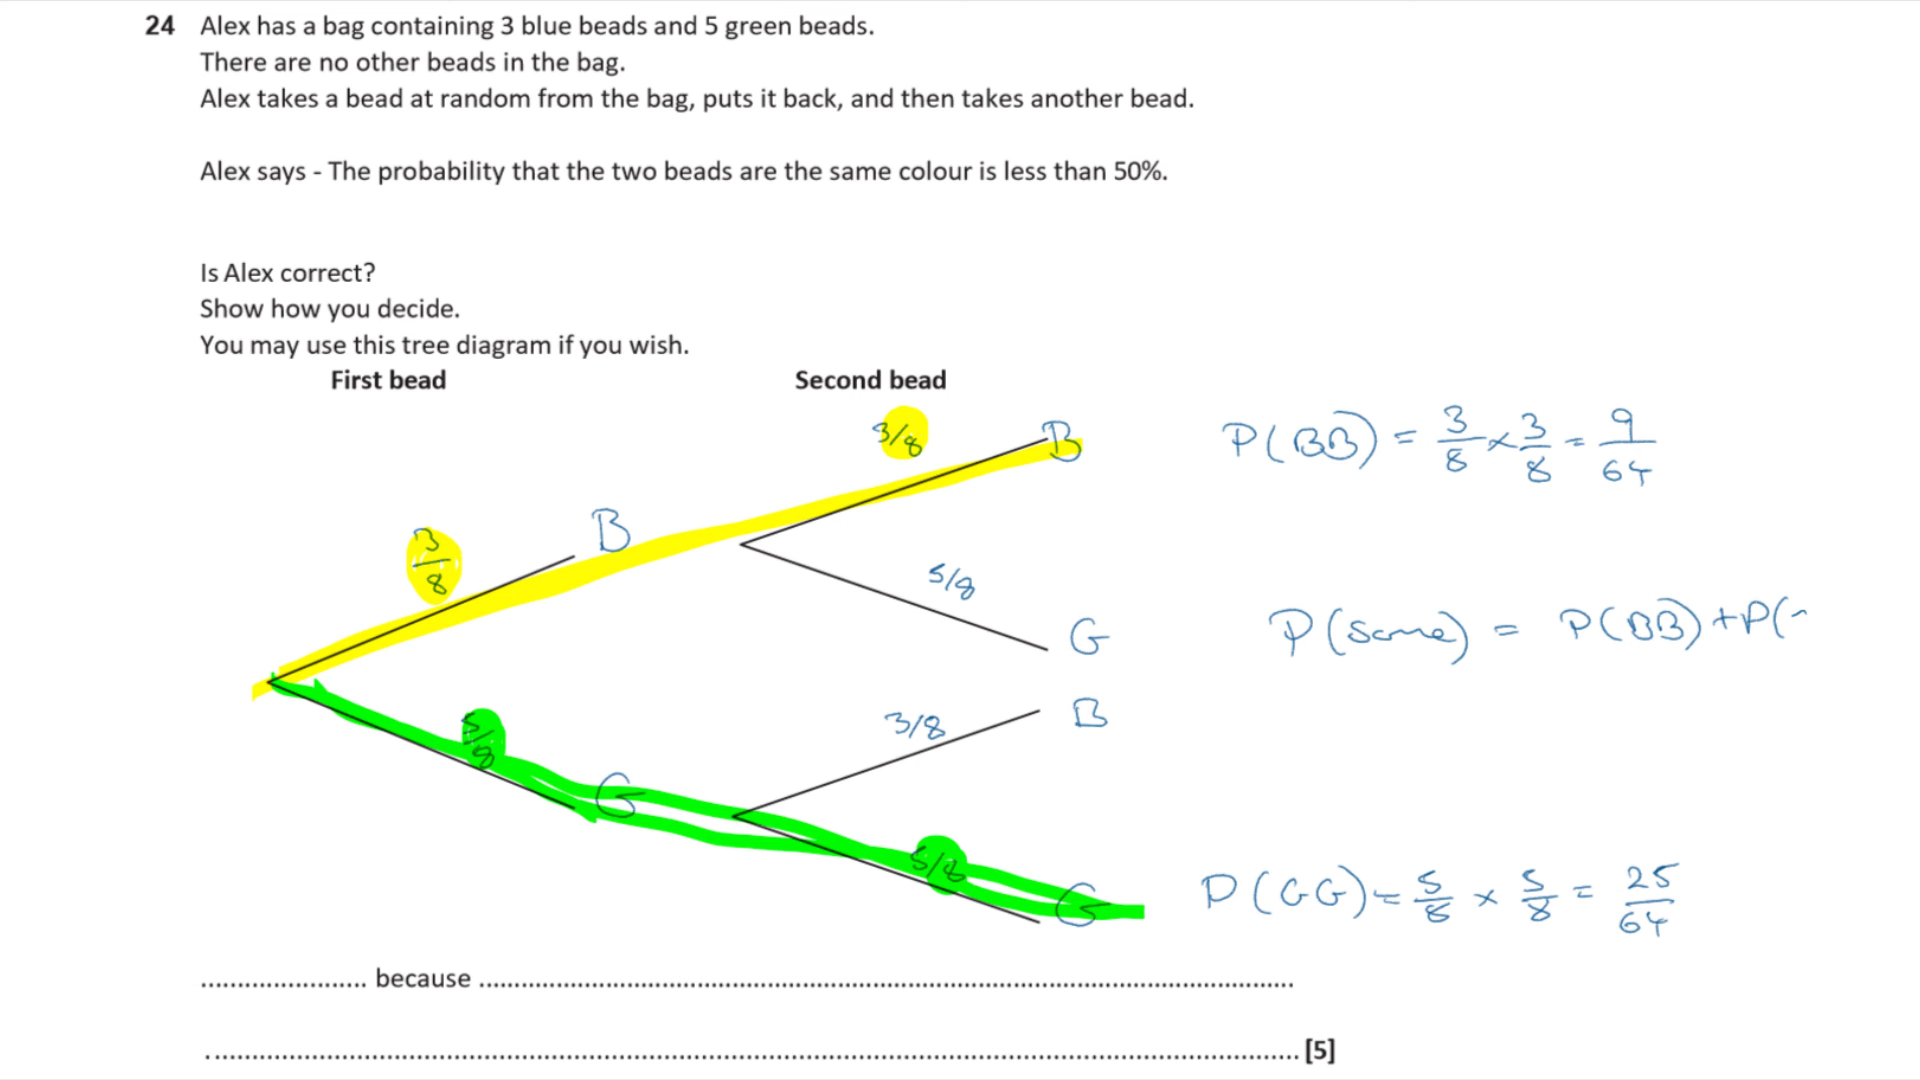 24 Alex has a bag containing 3 blue beads and 5 green beads.
There are no other beads in the bag.
Alex takes a bead at random from the bag, puts it back, and then takes another bead.
Alex says - The probability that the two beads are the same colour is less than 50%.
Is Alex correct?
Show how you decide.
You may use this tree diagram if you wish.
First bead Second bead
3/8 B P(BB) = 3/8 × 3/8 = 9/64
3/8 B
5/8
G P(same) = P(BB) + P(
3/8 B
5/8
G
5/8 G P(GG) = 5/8 × 5/8 = 25/64
...................... because ................................................................................
................................................................................ [5]